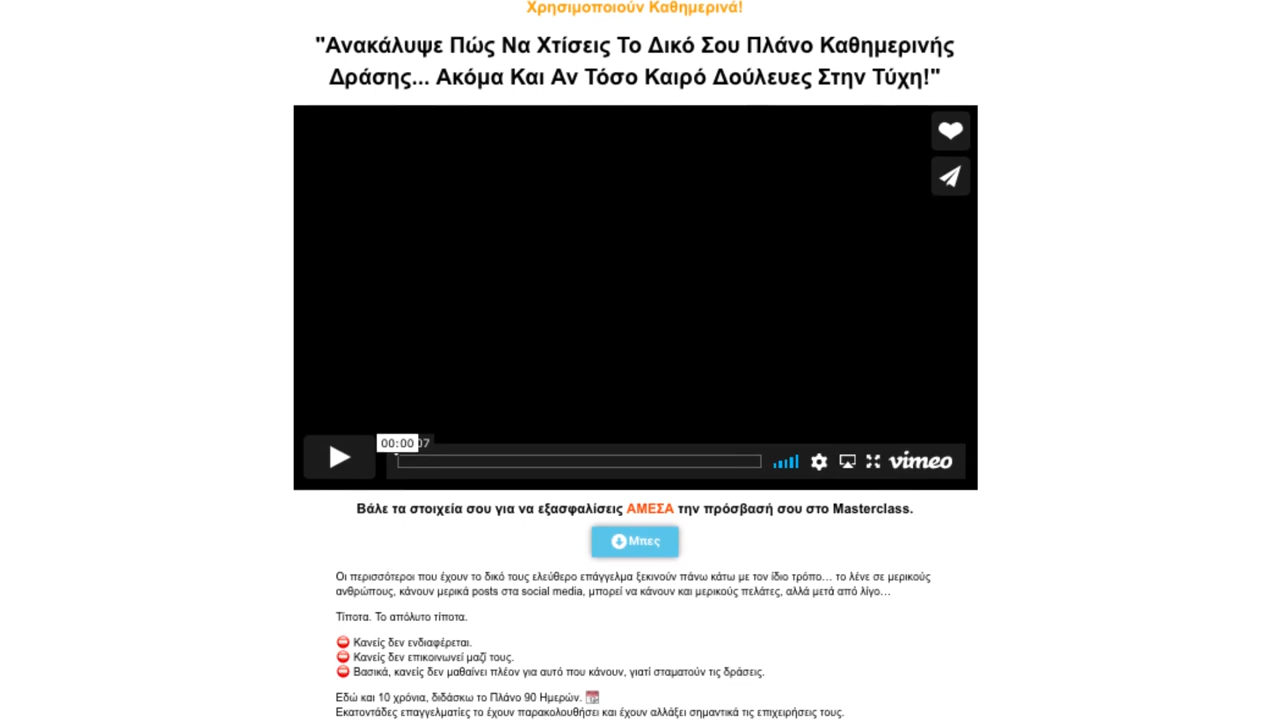 Χρησιμοποιούν Καθημερινά!
"Ανακάλυψε Πώς Να Χτίσεις Το Δικό Σου Πλάνο Καθημερινής
Δράσης... Ακόμα Και Αν Τόσο Καιρό Δούλευες Στην Τύχη!"
00:00 07
vimeo
Βάλε τα στοιχεία σου για να εξασφαλίσεις ΑΜΕΣΑ την πρόσβασή σου στο Masterclass.
Μπες
Οι περισσότεροι που έχουν το δικό τους ελεύθερο επάγγελμα ξεκινούν πάνω κάτω με τον ίδιο τρόπο… το λένε σε μερικούς
ανθρώπους, κάνουν μερικά posts στα social media, μπορεί να κάνουν και μερικούς πελάτες, αλλά μετά από λίγο…
Τίποτα. Το απόλυτο τίποτα.
⛔ Κανείς δεν ενδιαφέρεται.
⛔ Κανείς δεν επικοινωνεί μαζί τους.
⛔ Βασικά, κανείς δεν μαθαίνει πλέον για αυτό που κάνουν, γιατί σταματούν τις δράσεις.
Εδώ και 10 χρόνια, διδάσκω το Πλάνο 90 Ημερών. 📅
Εκατοντάδες επαγγελματίες το έχουν παρακολουθήσει και έχουν αλλάξει σημαντικά τις επιχειρήσεις τους.